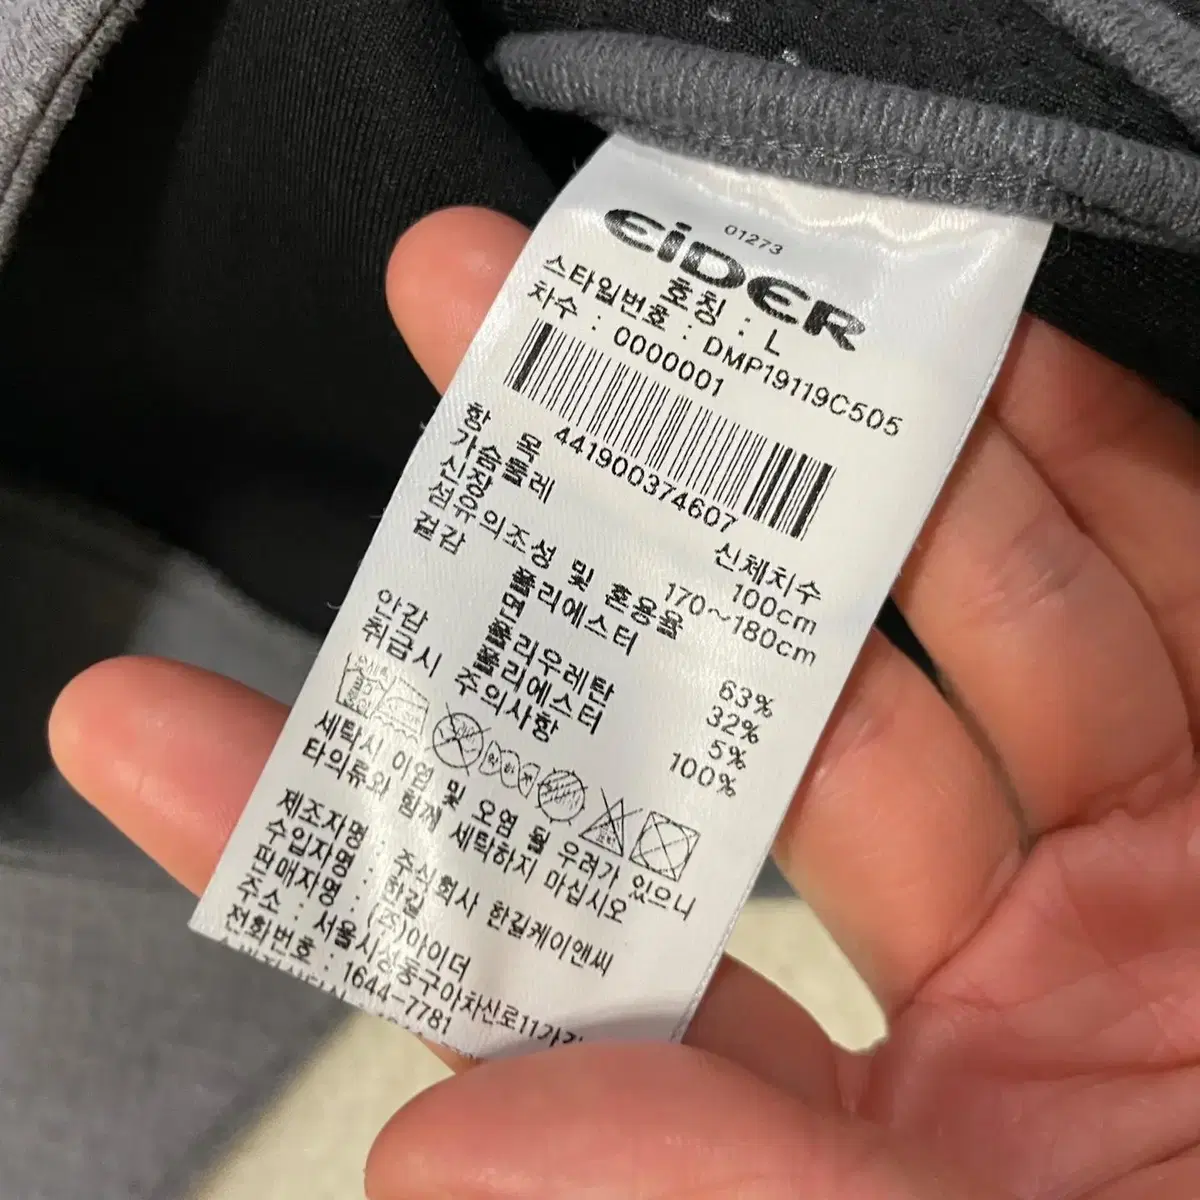 01273
EiDER
호칭 : L
스타일번호 : DMP19119C505
차수 : 0000001
441900374607
항 목 신체치수
가슴둘레 100cm
신장 170~180cm
섬유의조성 및 혼용율
겉감 폴리에스터 63%
32%
폴리우레탄 5%
안감 폴리에스터 100%
취급시 주의사항
세탁시 이염 및 오염 될 우려가 있으니
타의류와 함께 세탁하지 마십시오
제조자명 : 주식회사 한길케이앤씨
수입자명 : 한길
판매자명 : (주)아이더
주소 : 서울시성동구아차산로11가길
전화번호 : 1644-7781